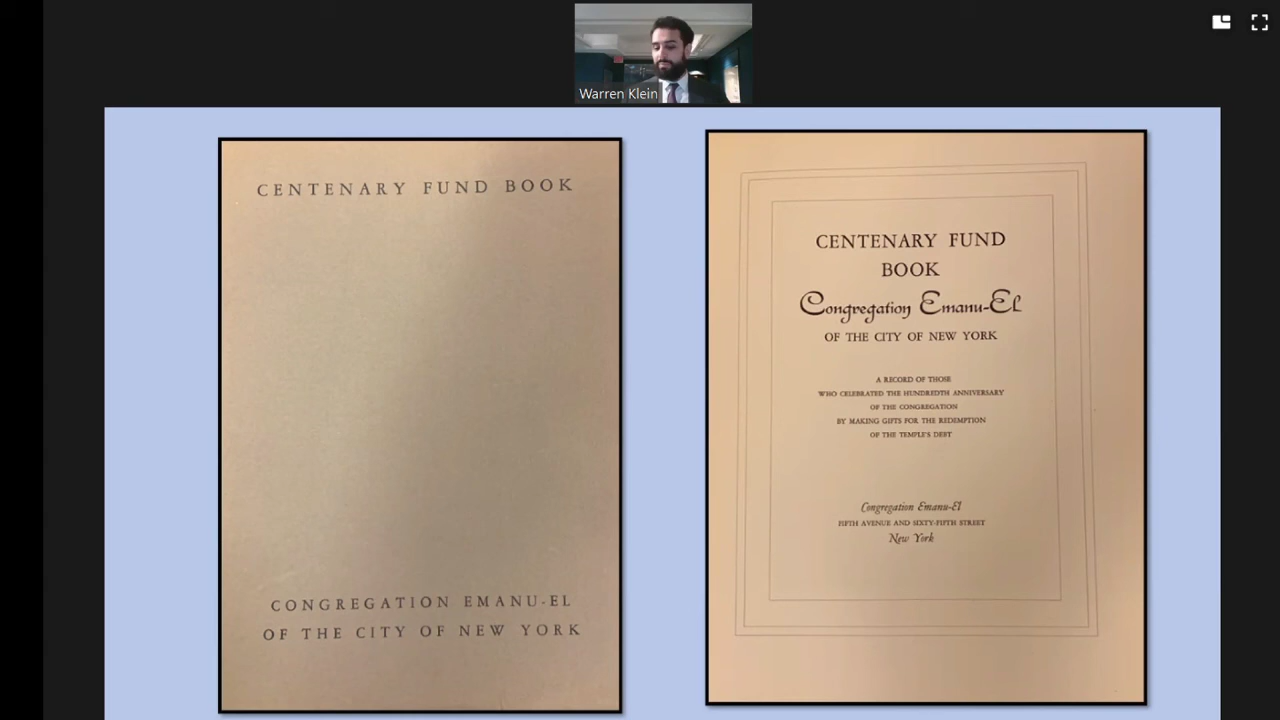 Warren Klein
CENTENARY FUND BOOK
CONGREGATION EMANU-EL
OF THE CITY OF NEW YORK
CENTENARY FUND
BOOK
Congregation Emanu-El
OF THE CITY OF NEW YORK
A RECORD OF THOSE
WHO CELEBRATED THE HUNDREDTH ANNIVERSARY
OF THE CONGREGATION
BY MAKING GIFTS FOR THE REDEMPTION
OF THE TEMPLE'S DEBT
Congregation Emanu-El
FIFTH AVENUE AND SIXTY-FIFTH STREET
New York